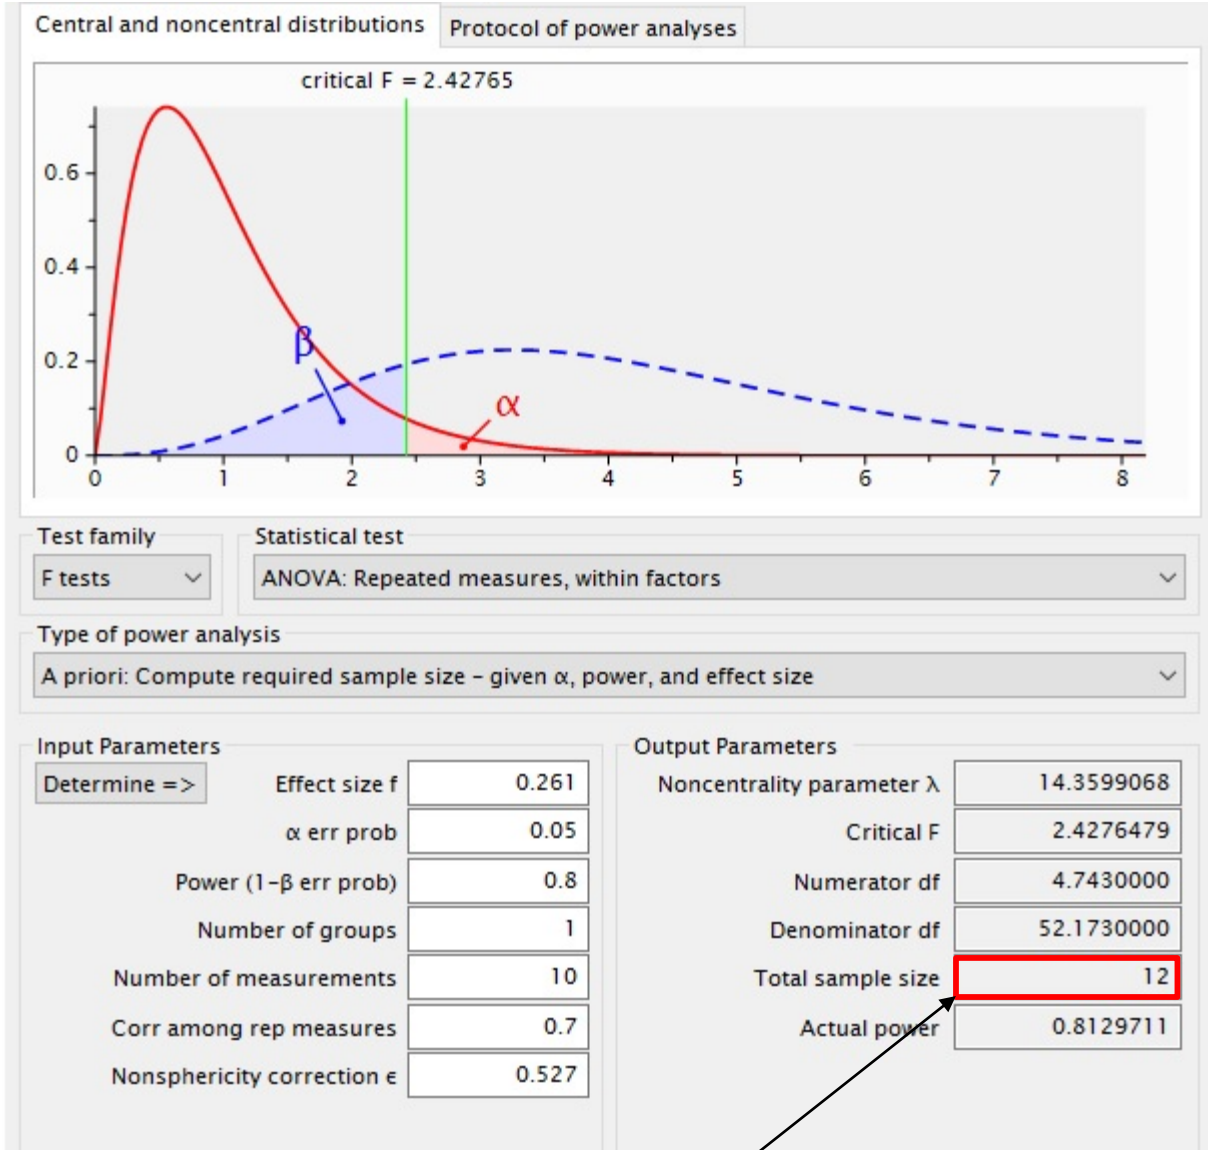 Central and noncentral distributions Protocol of power analyses
critical F = 2.42765
0.6
0.4
β
0.2
α
0
0 1 2 3 4 5 6 7 8
Test family Statistical test
F tests ANOVA: Repeated measures, within factors
Type of power analysis
A priori: Compute required sample size – given α, power, and effect size
Input Parameters Output Parameters
Determine => Effect size f 0.261 Noncentrality parameter λ 14.3599068
α err prob 0.05 Critical F 2.4276479
Power (1–β err prob) 0.8 Numerator df 4.7430000
Number of groups 1 Denominator df 52.1730000
Number of measurements 10 Total sample size 12
Corr among rep measures 0.7 Actual power 0.8129711
Nonsphericity correction ϵ 0.527